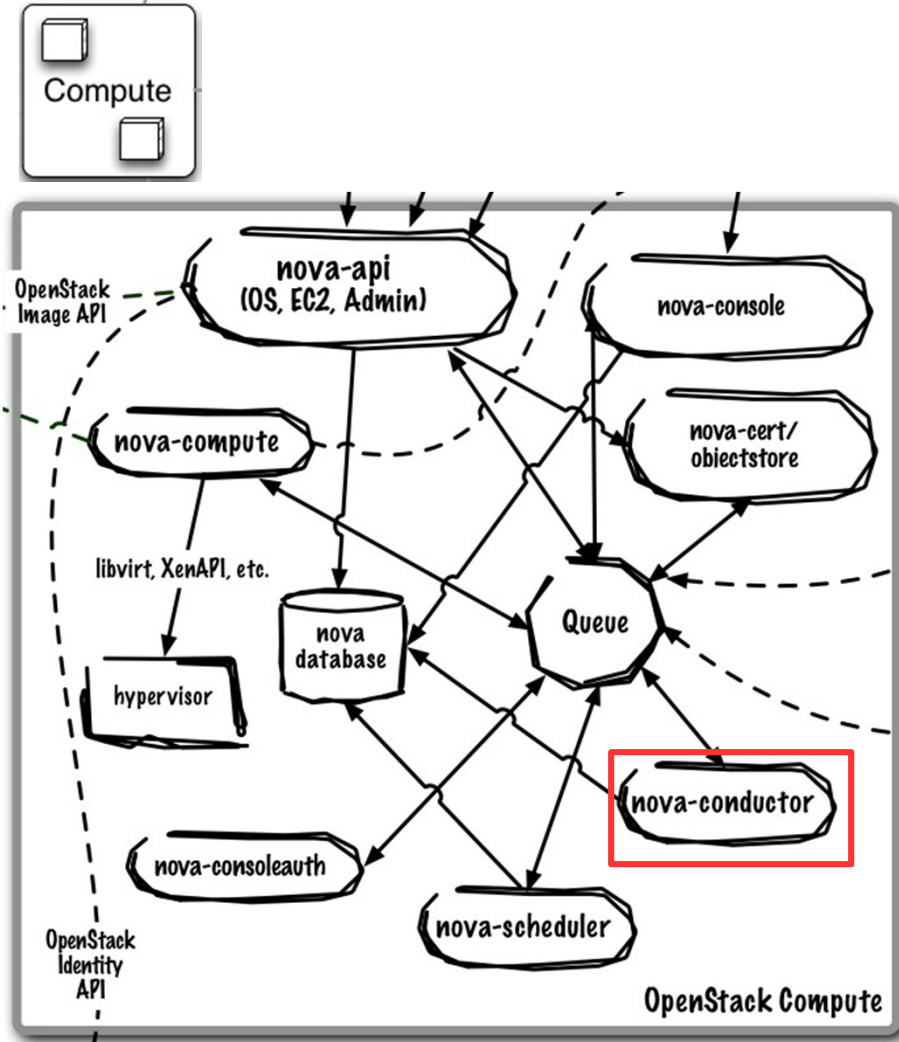 Compute
nova-api
(OS, EC2, Admin)
OpenStack
Image API
nova-console
nova-compute
nova-cert/
obiectstore
libvirt, XenAPI, etc.
Queue
nova
database
hypervisor
nova-conductor
nova-consoleauth
nova-scheduler
OpenStack
Identity
API
OpenStack Compute